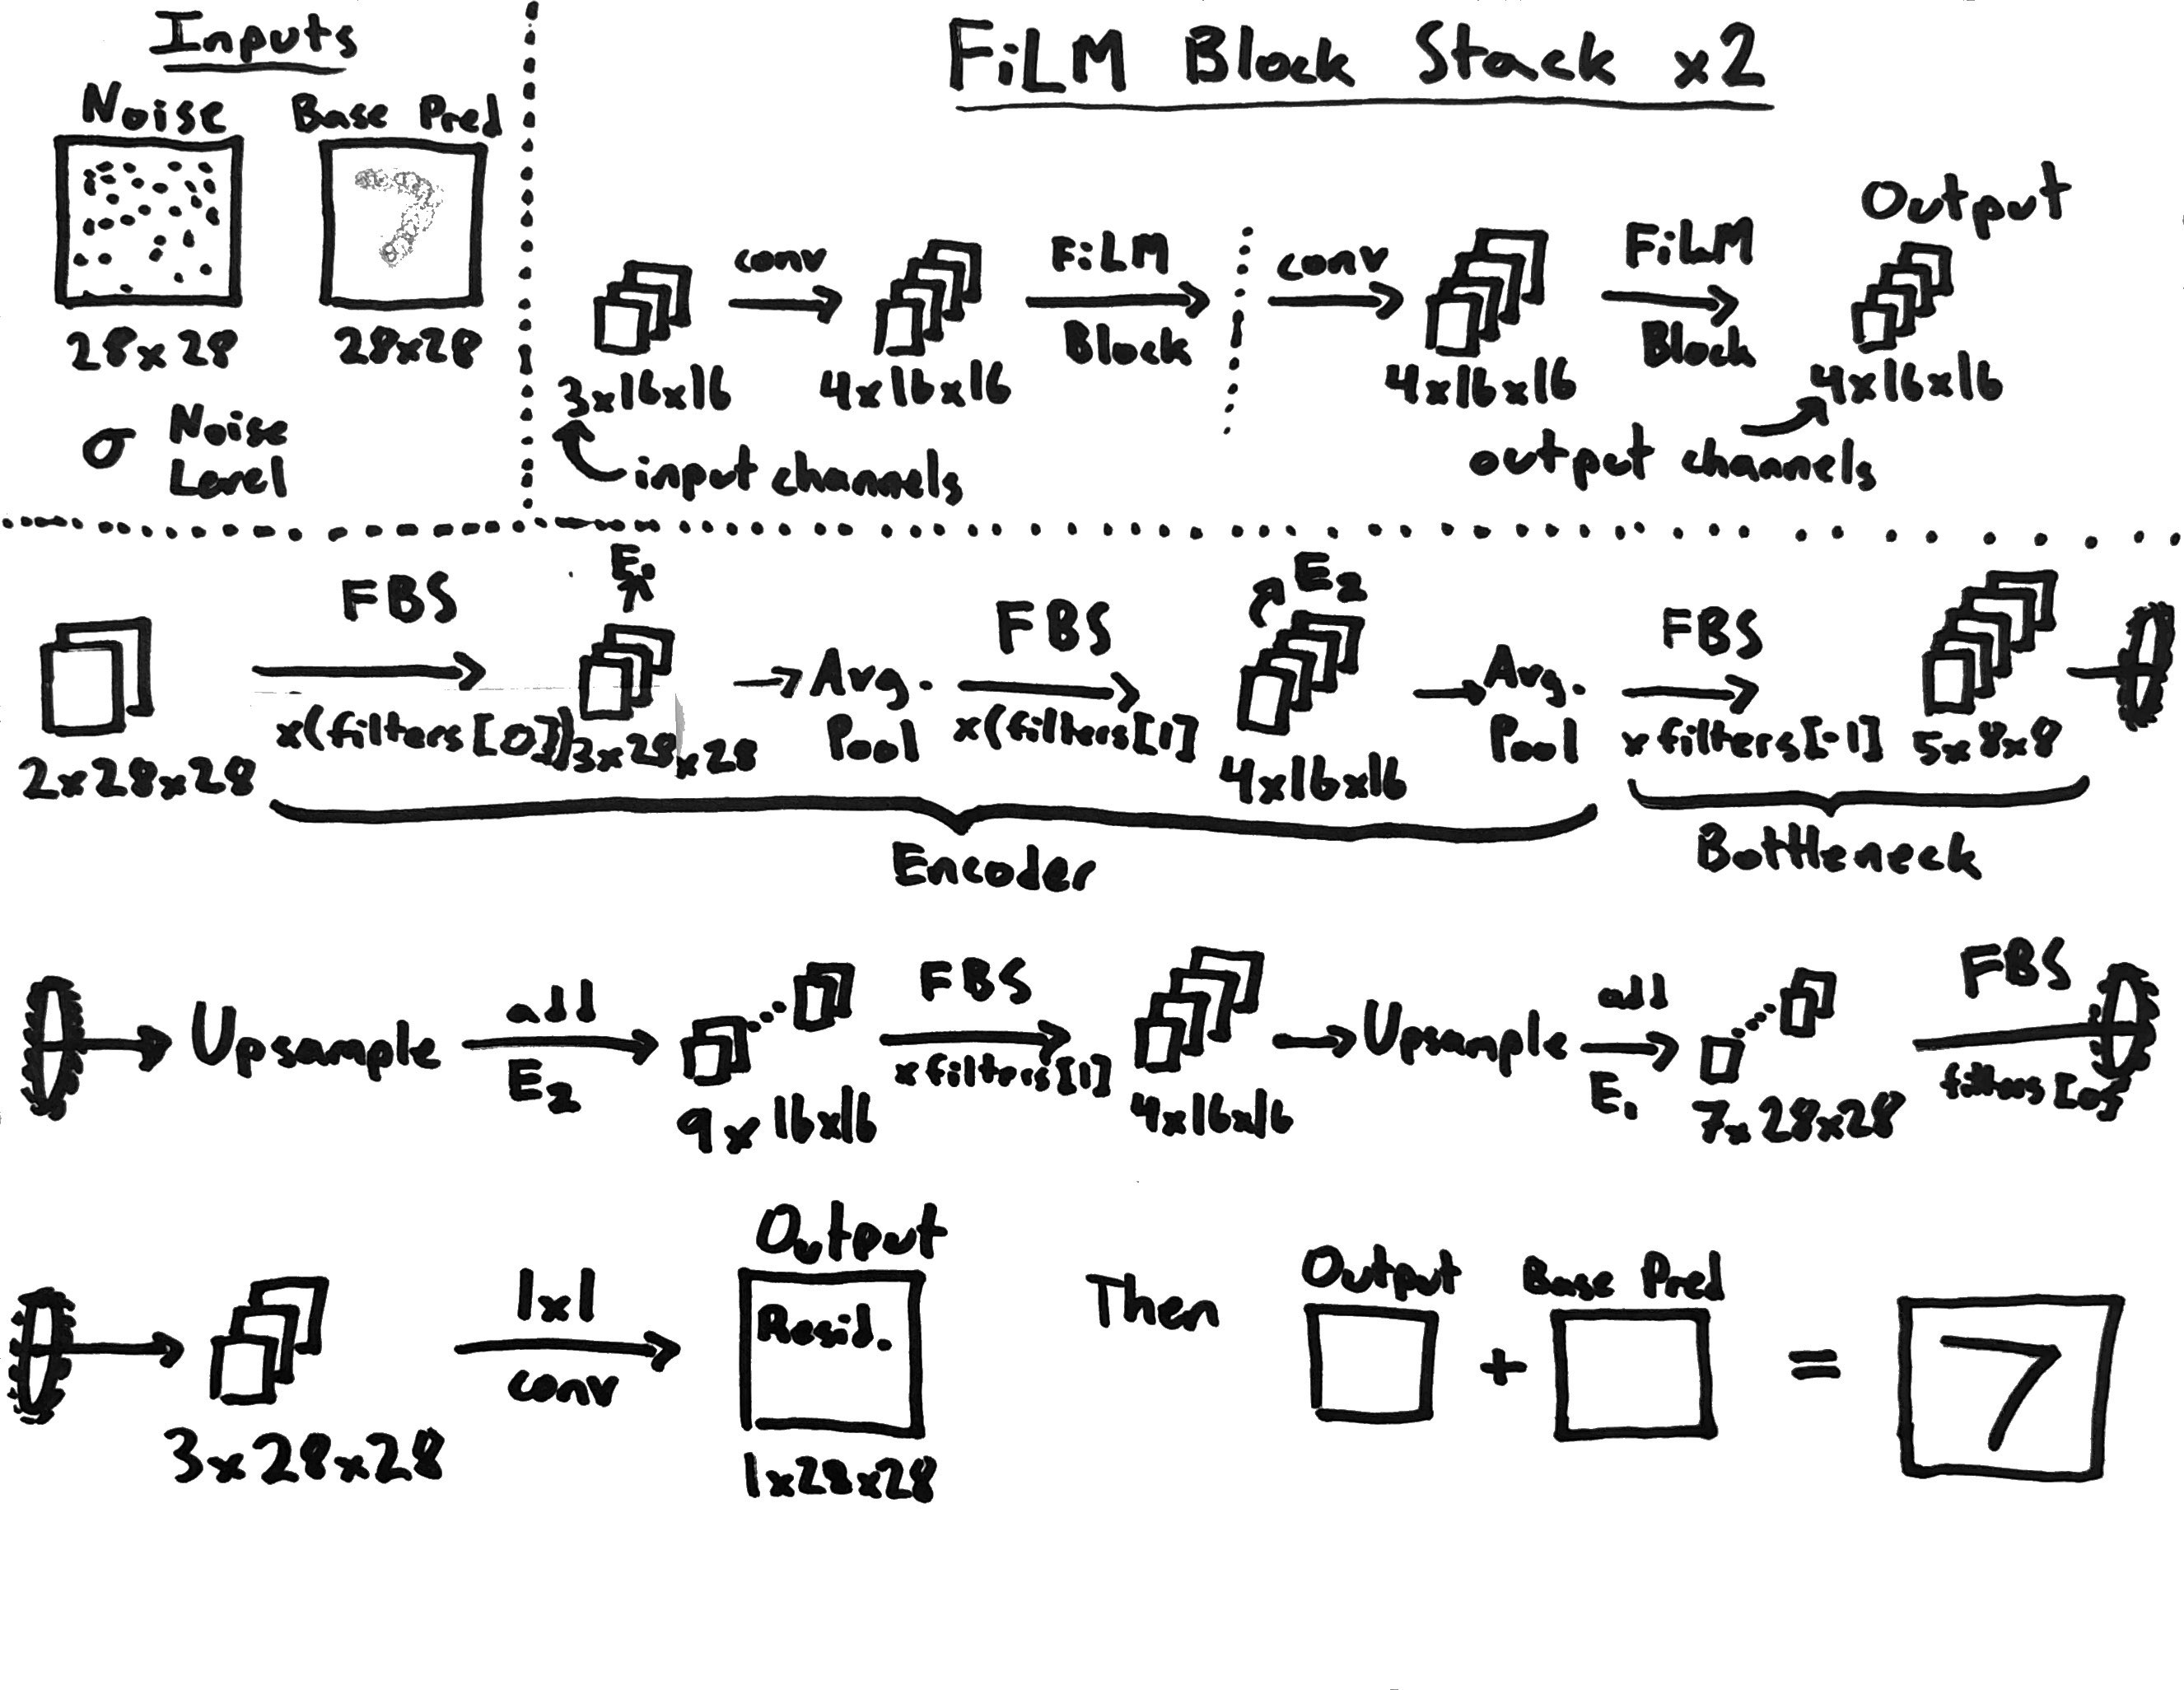 Inputs
Noise
Base Pred
28x28
28x28
σ Noise
Level
FiLM Block Stack x2
3x16x16
input channels
conv
4x16x16
FiLM
Block
conv
4x16x16
FiLM
Block
Output
4x16x16
output channels
2x28x28
FBS
x(filters[0])
E1
3x28x28
Avg.
Pool
FBS
x(filters[1]
E2
4x16x16
Avg.
Pool
FBS
x filters[-1]
5x8x8
Encoder
Bottleneck
Upsample
add
E2
9x16x16
FBS
x filters[1]
4x16x16
Upsample
add
E1
7x28x28
FBS
filters[0]
3x28x28
1x1
conv
Output
Resid.
1x28x28
Then
Output
+
Base Pred
=
7